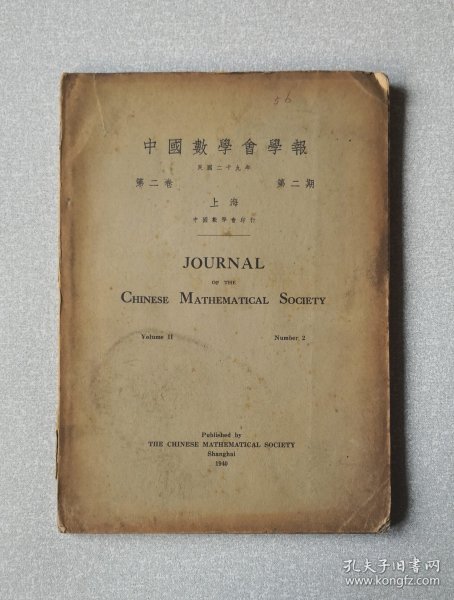 56
中國數學會學報
民國二十九年
第二卷 第二期
上海
中國數學會印行
JOURNAL
OF THE
CHINESE MATHEMATICAL SOCIETY
Volume II Number 2
Published by
THE CHINESE MATHEMATICAL SOCIETY
Shanghai
1940
孔夫子旧书网
www.kongfz.com